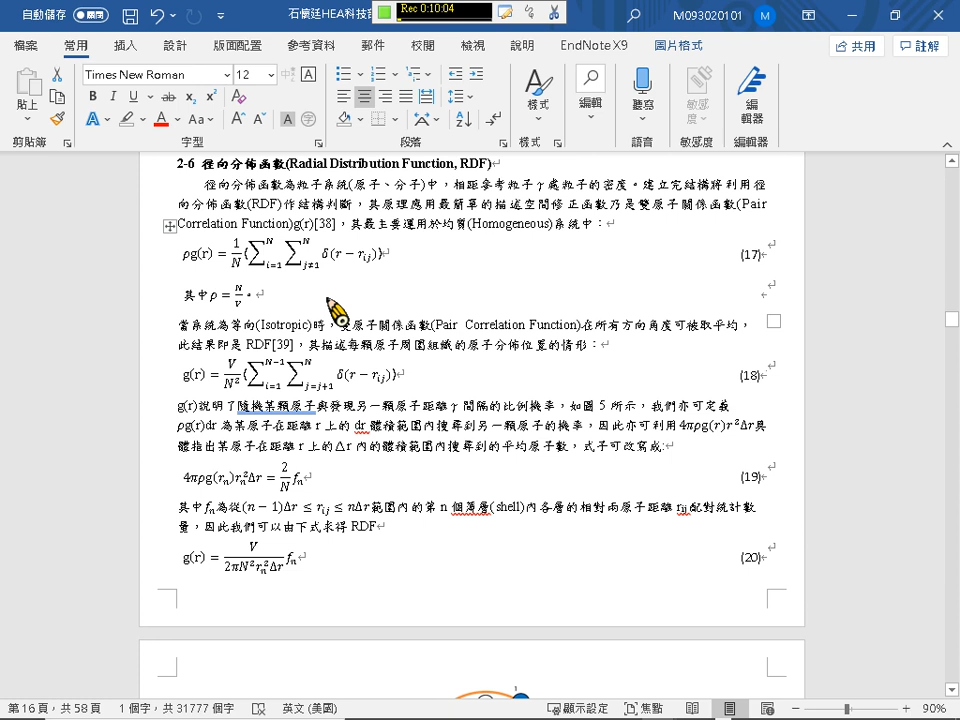 自動儲存 關閉 石懷廷HEA科技 Rec 0:10:04 M093020101 M
檔案 常用 插入 設計 版面配置 參考資料 郵件 校閱 檢視 說明 EndNote X9 圖片格式 共用 註解
Times New Roman 12
貼上 樣式 編輯 聽寫 敏感度 編輯器
剪貼簿 字型 段落 樣式 語音 敏感度 編輯器
2-6 徑向分佈函數(Radial Distribution Function, RDF)
徑向分佈函數為粒子系統(原子、分子)中，相距參考粒子γ處粒子的密度。建立完結構將利用徑
向分佈函數(RDF)作結構判斷，其原理應用最簡單的描述空間修正函數乃是雙原子關係函數(Pair
Correlation Function)g(r)[38]，其最主要運用於均質(Homogeneous)系統中：
ρg(r) = 1/N ⟨∑_{i=1}^{N} ∑_{j≠1}^{N} δ(r − r_{ij})⟩ (17)
其中ρ = N/V。
當系統為等向(Isotropic)時，雙原子關係函數(Pair Correlation Function)在所有方向角度可被取平均，
此結果即是 RDF[39]，其描述每顆原子周圍組織的原子分佈位置的情形：
g(r) = V/N² ⟨∑_{i=1}^{N−1} ∑_{j=j+1}^{N} δ(r − r_{ij})⟩ (18)
g(r)說明了隨機某顆原子與發現另一顆原子距離γ間隔的比例機率，如圖 5 所示，我們亦可定義
ρg(r)dr 為某原子在距離 r 上的 dr 體積範圍內搜尋到另一顆原子的機率，因此亦可利用4πρg(r)r²Δr具
體指出某原子在距離 r 上的△r 內的體積範圍內搜尋到的平均原子數，式子可改寫成:
4πρg(r_n)r_n²Δr = 2/N f_n (19)
其中f_n為從(n − 1)Δr ≤ r_{ij} ≤ nΔr範圍內的第 n 個薄層(shell)內各層的相對兩原子距離 r_{ij}配對統計數
量，因此我們可以由下式求得 RDF
g(r) = V/(2πN²r_n²Δr) f_n (20)
1
第 16 頁，共 58 頁 1 個字，共 31777 個字 英文 (美國) 顯示設定 焦點 90%